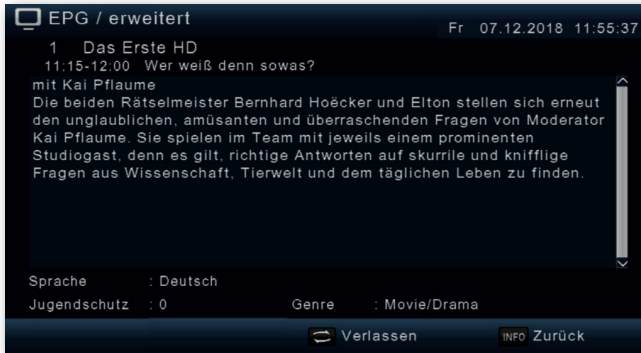 EPG / erweitert
Fr 07.12.2018 11:55:37
1 Das Erste HD
11:15-12:00 Wer weiß denn sowas?
mit Kai Pflaume
Die beiden Rätselmeister Bernhard Hoëcker und Elton stellen sich erneut
den unglaublichen, amüsanten und überraschenden Fragen von Moderator
Kai Pflaume. Sie spielen im Team mit jeweils einem prominenten
Studiogast, denn es gilt, richtige Antworten auf skurrile und knifflige
Fragen aus Wissenschaft, Tierwelt und dem täglichen Leben zu finden.
Sprache : Deutsch
Jugendschutz : 0 Genre : Movie/Drama
Verlassen INFO Zurück